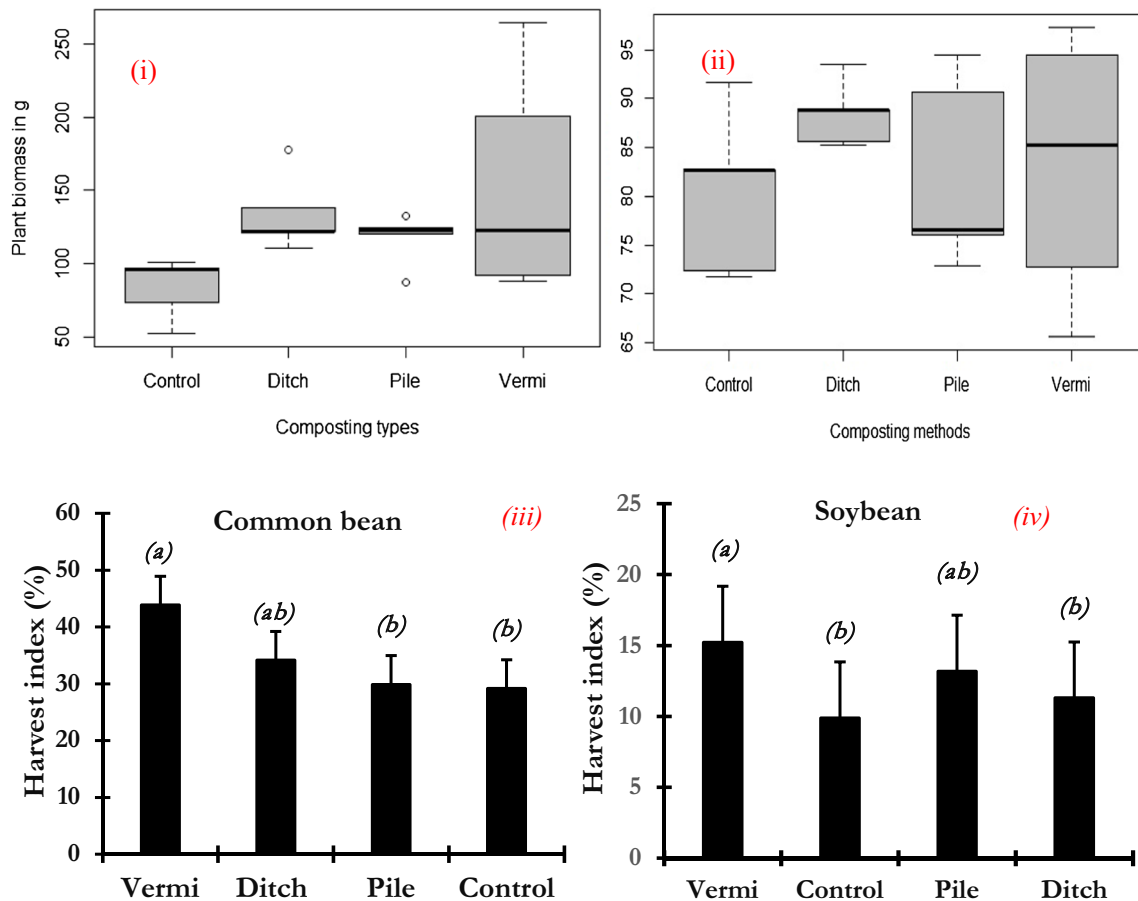 (i)
Plant biomass in g
250
200
150
100
50
Control Ditch Pile Vermi
Composting types
(ii)
95
90
85
80
75
70
65
Control Ditch Pile Vermi
Composting methods
Common bean
(iii)
Harvest index (%)
60
50
40
30
20
10
0
(a)
(ab)
(b)
(b)
Vermi Ditch Pile Control
Soybean
(iv)
Harvest index (%)
25
20
15
10
5
0
(a)
(b)
(ab)
(b)
Vermi Control Pile Ditch